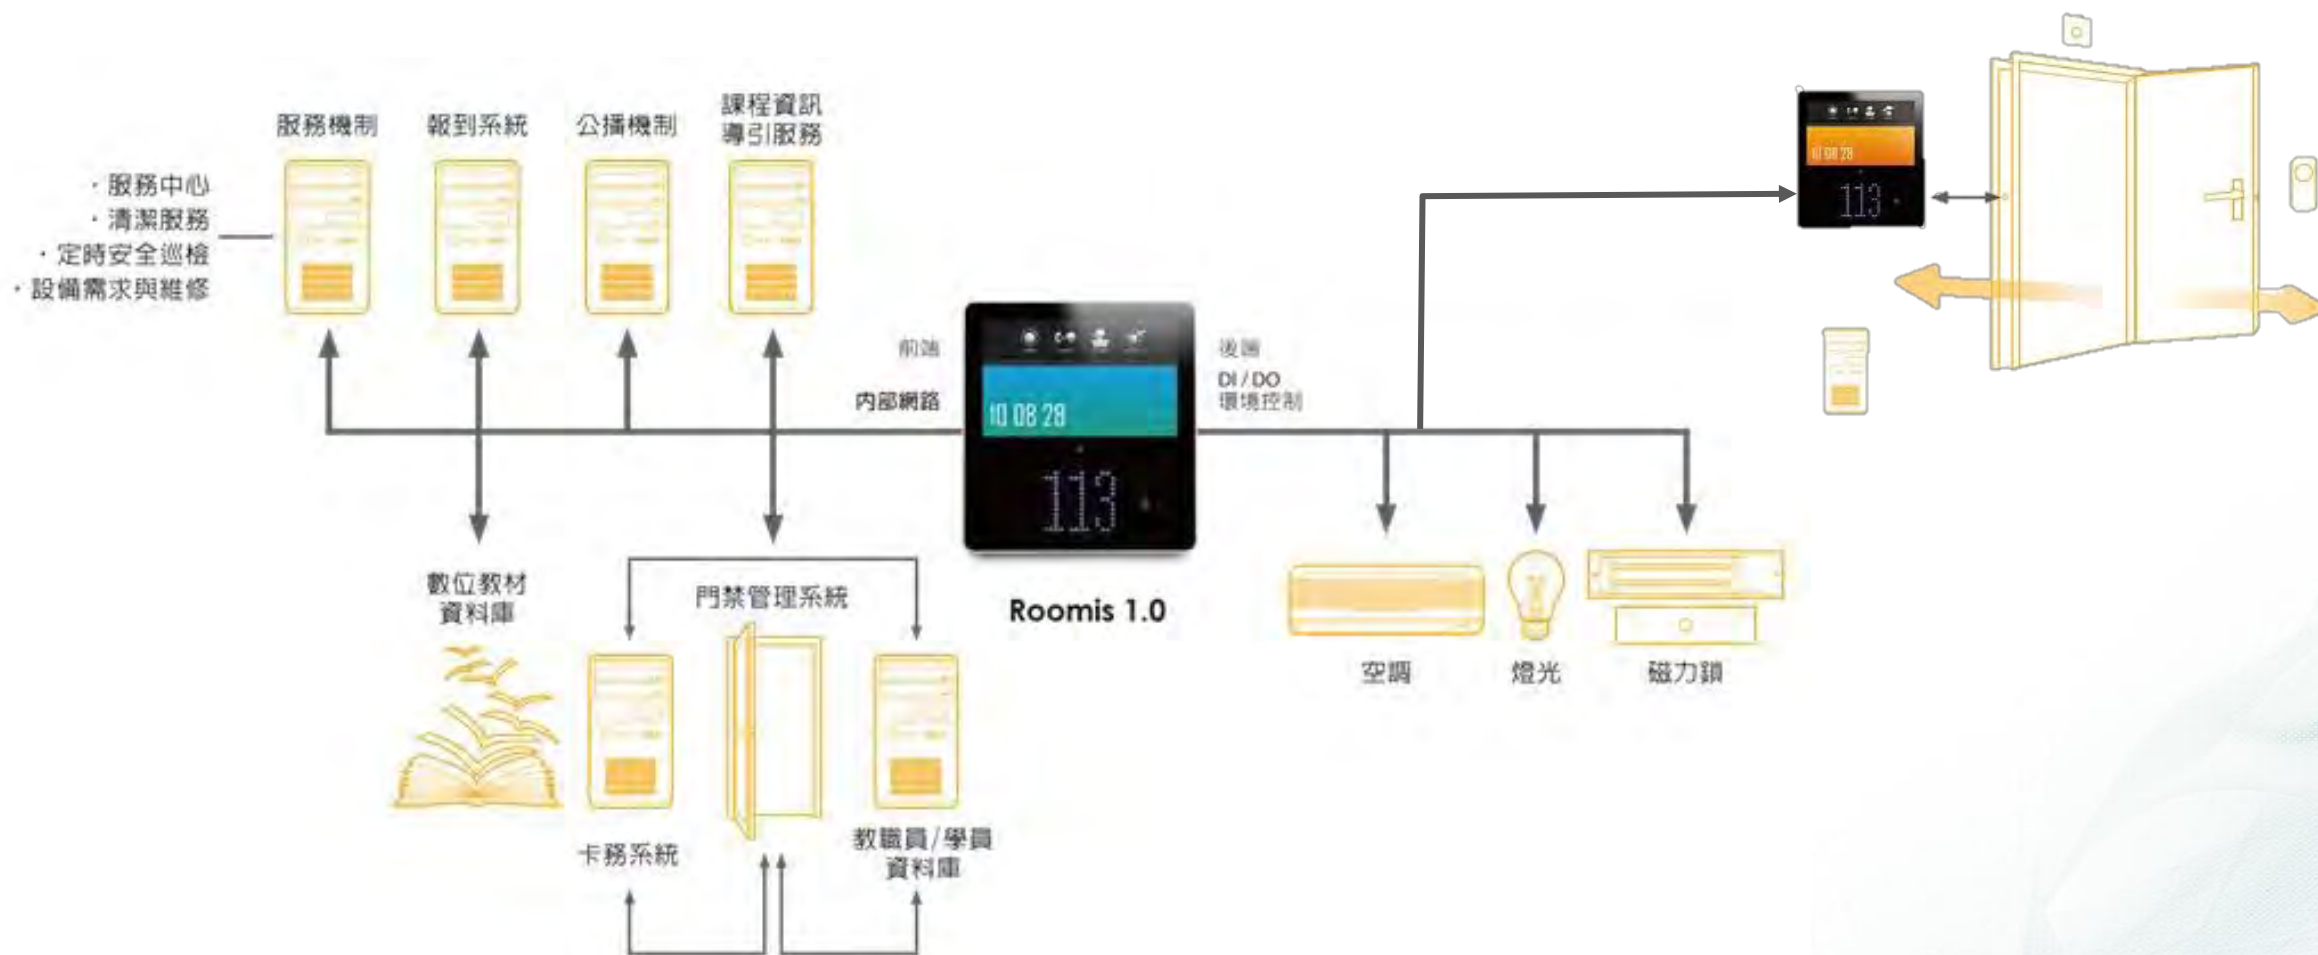 服務機制
報到系統
公播機制
課程資訊
導引服務
· 服務中心
· 清潔服務
· 定時安全巡檢
· 設備需求與維修
前端
內部網路
10 08 28
113
Roomis 1.0
後端
DI / DO
環境控制
10 08 28
113
數位教材
資料庫
門禁管理系統
卡務系統
教職員/學員
資料庫
空調
燈光
磁力鎖